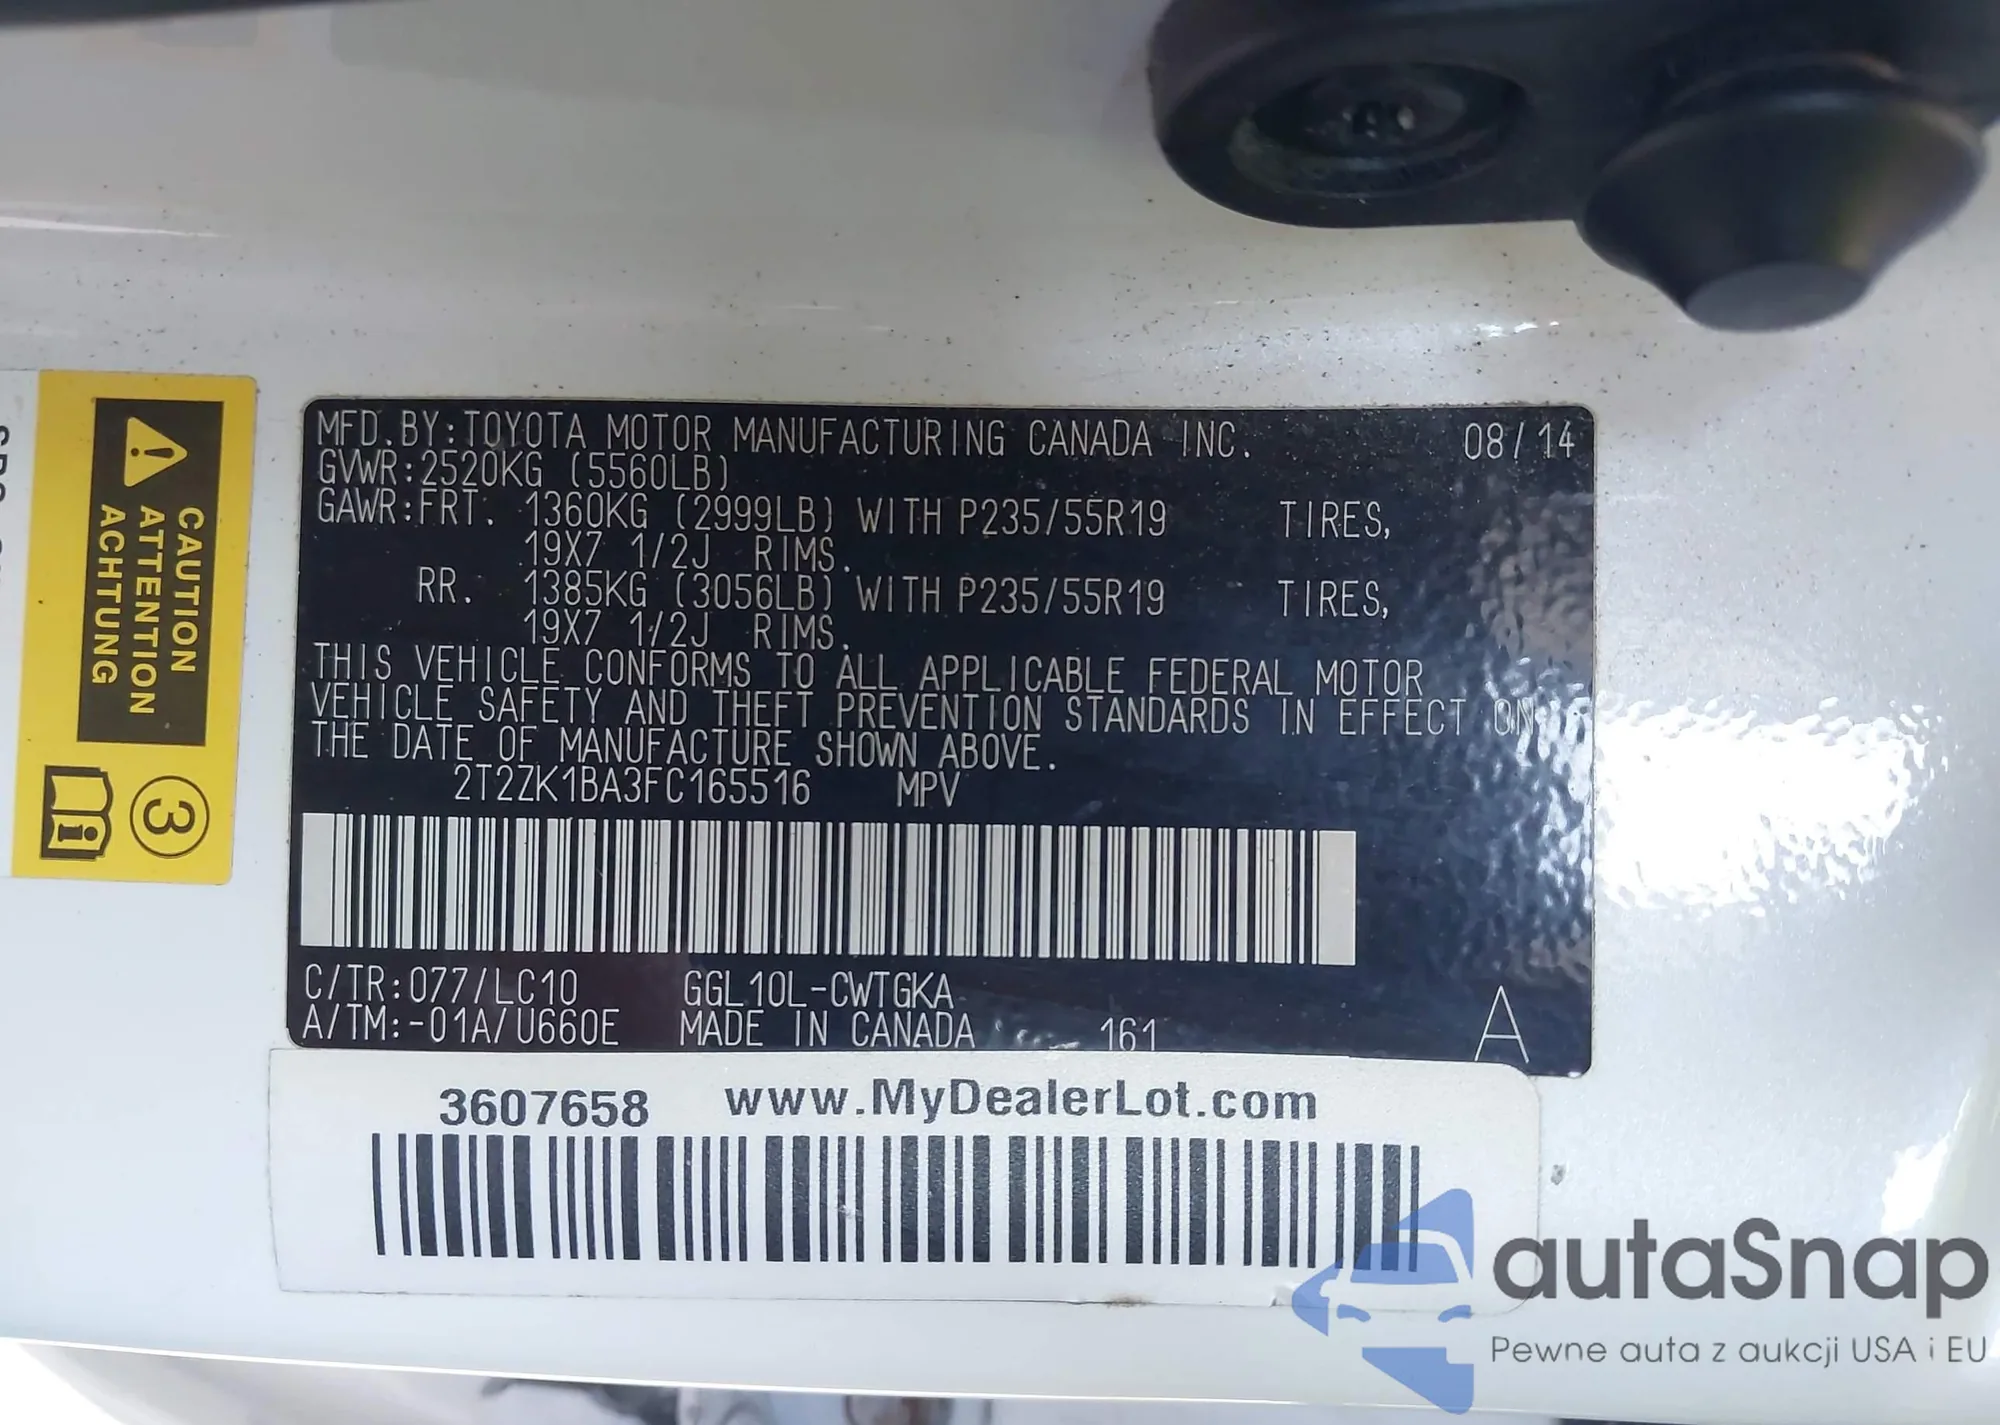 MFD.BY:TOYOTA MOTOR MANUFACTURING CANADA INC. 08/14
GVWR:2520KG (5560LB)
GAWR:FRT. 1360KG (2999LB) WITH P235/55R19 TIRES,
19X7 1/2J RIMS.
RR. 1385KG (3056LB) WITH P235/55R19 TIRES,
19X7 1/2J RIMS.
THIS VEHICLE CONFORMS TO ALL APPLICABLE FEDERAL MOTOR
VEHICLE SAFETY AND THEFT PREVENTION STANDARDS IN EFFECT ON
THE DATE OF MANUFACTURE SHOWN ABOVE.
2T2ZK1BA3FC165516 MPV
C/TR:077/LC10 GGL10L-CWTGKA
A/TM:-01A/U660E MADE IN CANADA 161 A
3607658 www.MyDealerLot.com
CAUTION
ATTENTION
ACHTUNG
3
autaSnap
Pewne auta z aukcji USA i EU